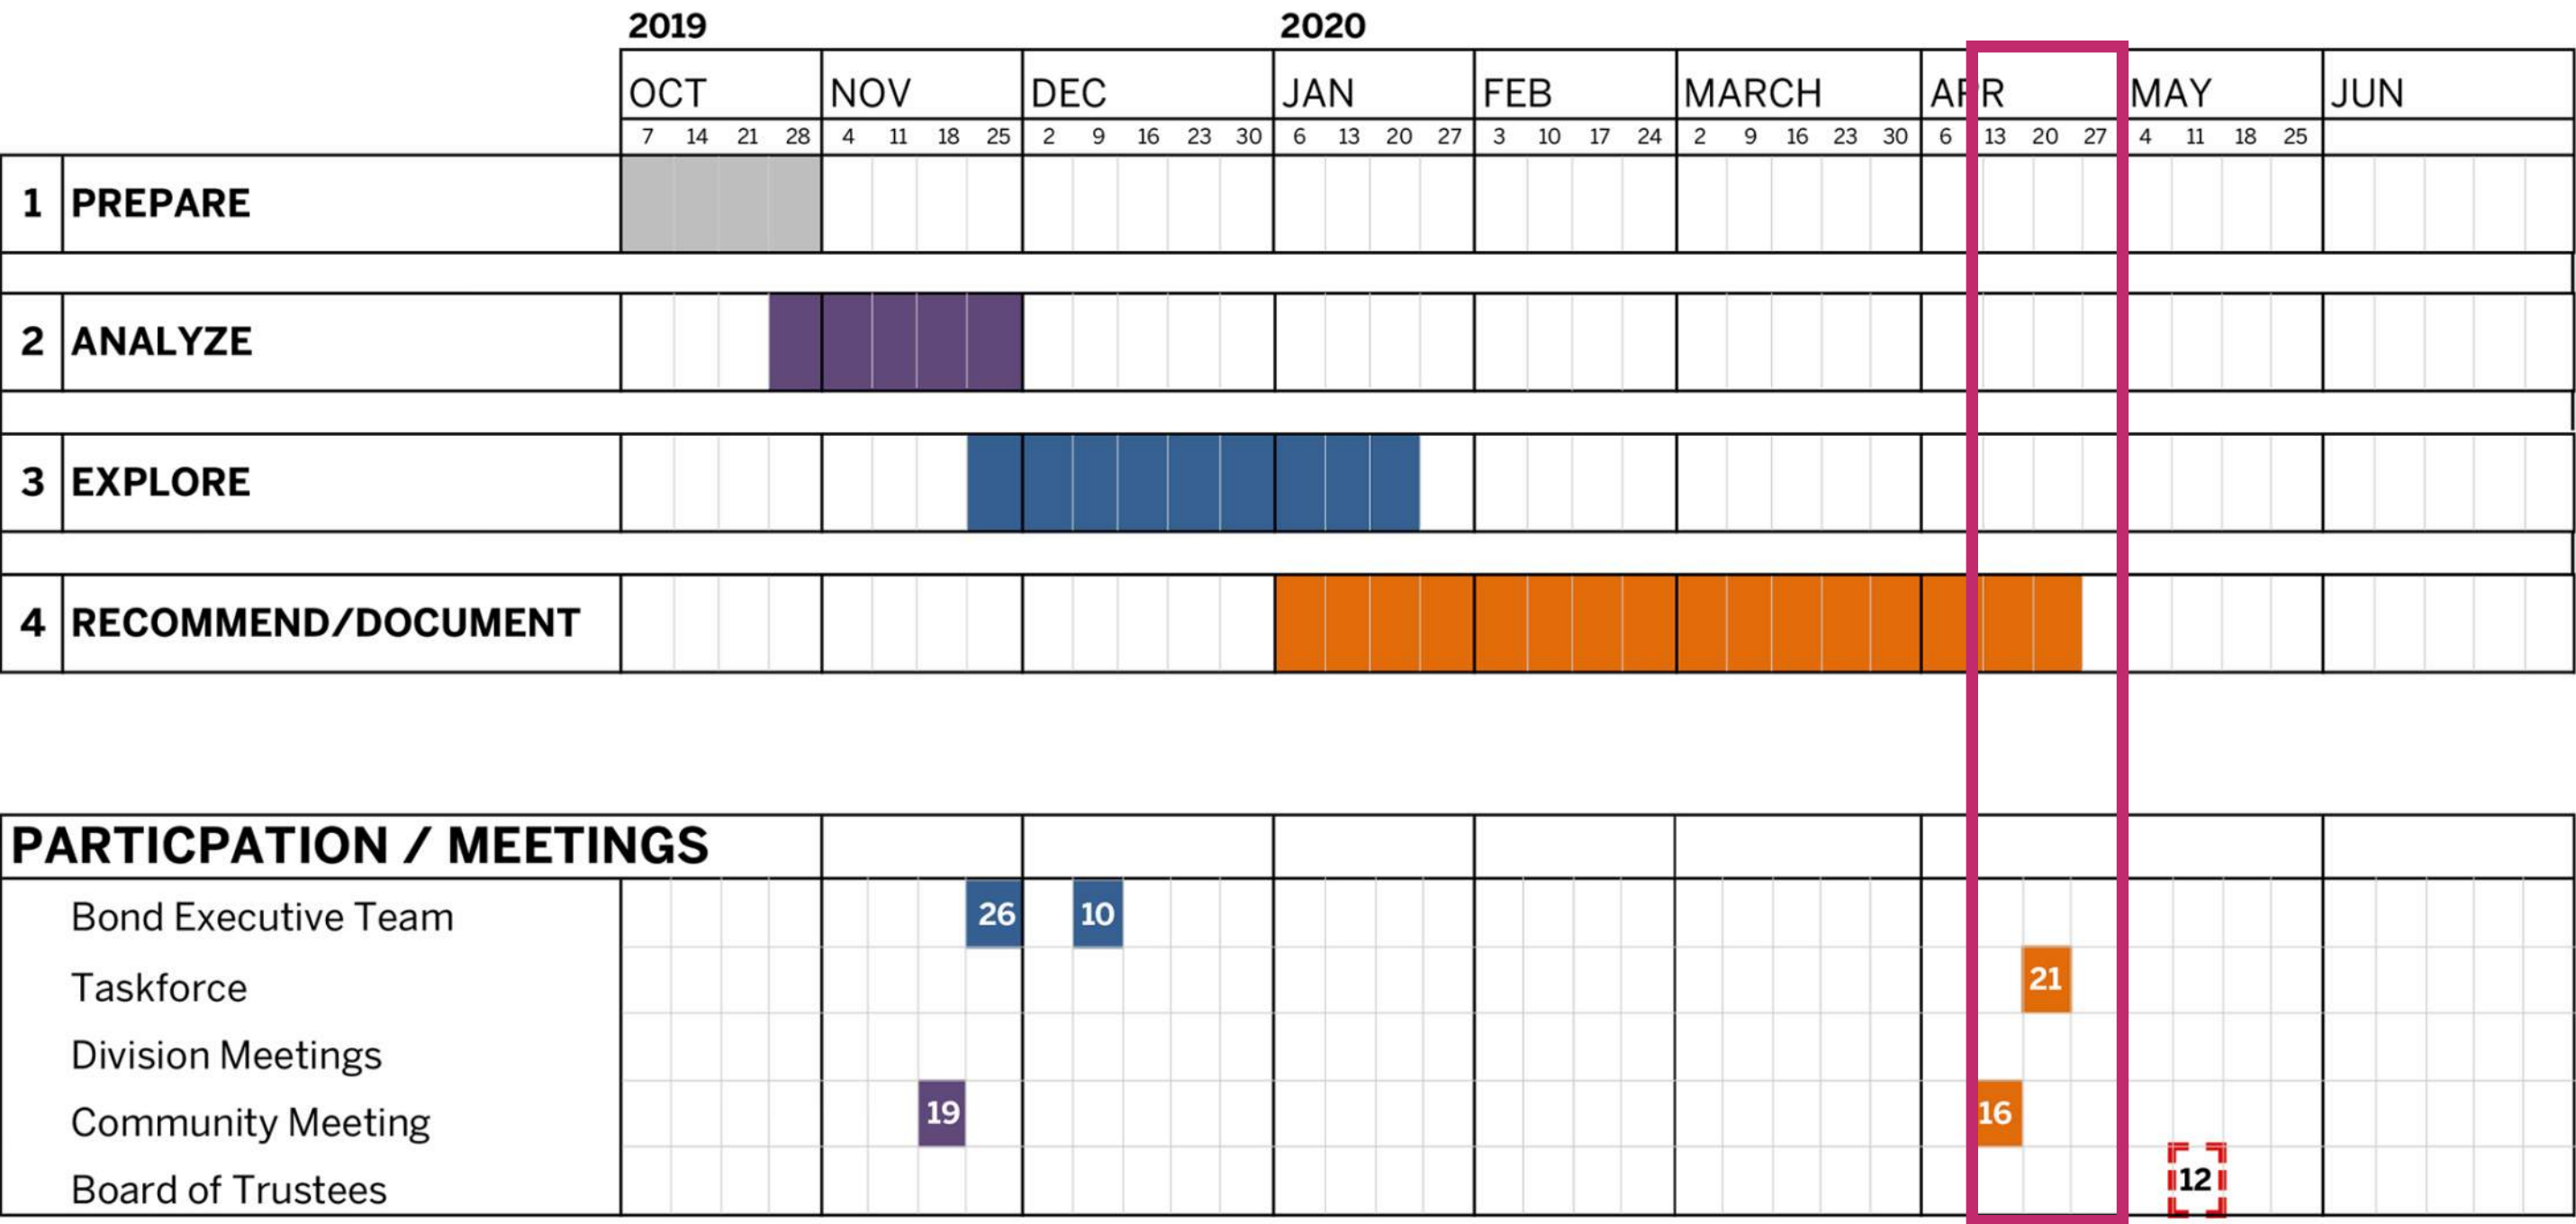 2019 2020
OCT NOV DEC JAN FEB MARCH APR MAY JUN
7 14 21 28 4 11 18 25 2 9 16 23 30 6 13 20 27 3 10 17 24 2 9 16 23 30 6 13 20 27 4 11 18 25
1 PREPARE
2 ANALYZE
3 EXPLORE
4 RECOMMEND/DOCUMENT
PARTICPATION / MEETINGS
Bond Executive Team 26 10
Taskforce 21
Division Meetings
Community Meeting 19 16
Board of Trustees 12